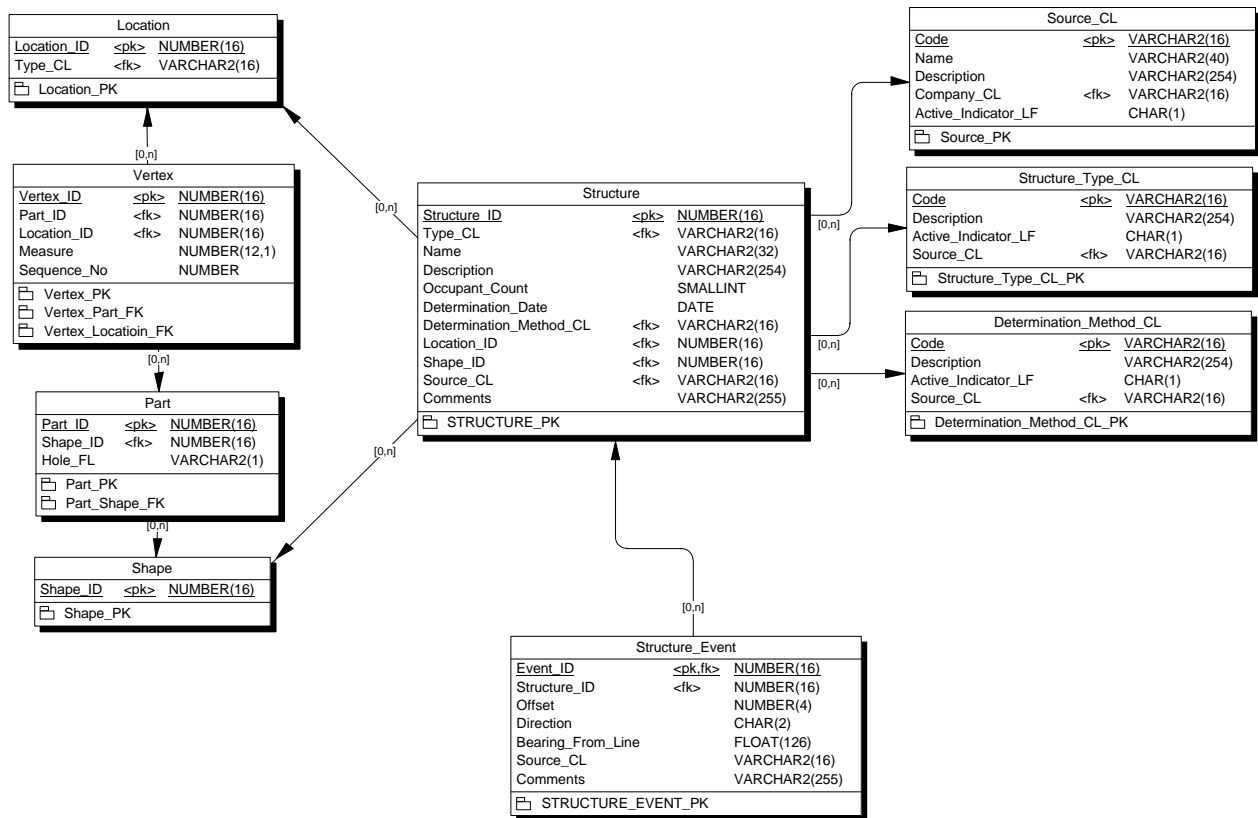 Location
Location_ID <pk> NUMBER(16)
Type_CL <fk> VARCHAR2(16)
Location_PK
[0,n]
Vertex
Vertex_ID <pk> NUMBER(16)
Part_ID <fk> NUMBER(16)
Location_ID <fk> NUMBER(16)
Measure NUMBER(12,1)
Sequence_No NUMBER
Vertex_PK
Vertex_Part_FK
Vertex_Locatioin_FK
[0,n]
Part
Part_ID <pk> NUMBER(16)
Shape_ID <fk> NUMBER(16)
Hole_FL VARCHAR2(1)
Part_PK
Part_Shape_FK
[0,n]
Shape
Shape_ID <pk> NUMBER(16)
Shape_PK
[0,n]
[0,n]
Structure
Structure_ID <pk> NUMBER(16)
Type_CL <fk> VARCHAR2(16)
Name VARCHAR2(32)
Description VARCHAR2(254)
Occupant_Count SMALLINT
Determination_Date DATE
Determination_Method_CL <fk> VARCHAR2(16)
Location_ID <fk> NUMBER(16)
Shape_ID <fk> NUMBER(16)
Source_CL <fk> VARCHAR2(16)
Comments VARCHAR2(255)
STRUCTURE_PK
[0,n]
[0,n]
[0,n]
Source_CL
Code <pk> VARCHAR2(16)
Name VARCHAR2(40)
Description VARCHAR2(254)
Company_CL <fk> VARCHAR2(16)
Active_Indicator_LF CHAR(1)
Source_PK
Structure_Type_CL
Code <pk> VARCHAR2(16)
Description VARCHAR2(254)
Active_Indicator_LF CHAR(1)
Source_CL <fk> VARCHAR2(16)
Structure_Type_CL_PK
Determination_Method_CL
Code <pk> VARCHAR2(16)
Description VARCHAR2(254)
Active_Indicator_LF CHAR(1)
Source_CL <fk> VARCHAR2(16)
Determination_Method_CL_PK
[0,n]
Structure_Event
Event_ID <pk,fk> NUMBER(16)
Structure_ID <fk> NUMBER(16)
Offset NUMBER(4)
Direction CHAR(2)
Bearing_From_Line FLOAT(126)
Source_CL VARCHAR2(16)
Comments VARCHAR2(255)
STRUCTURE_EVENT_PK